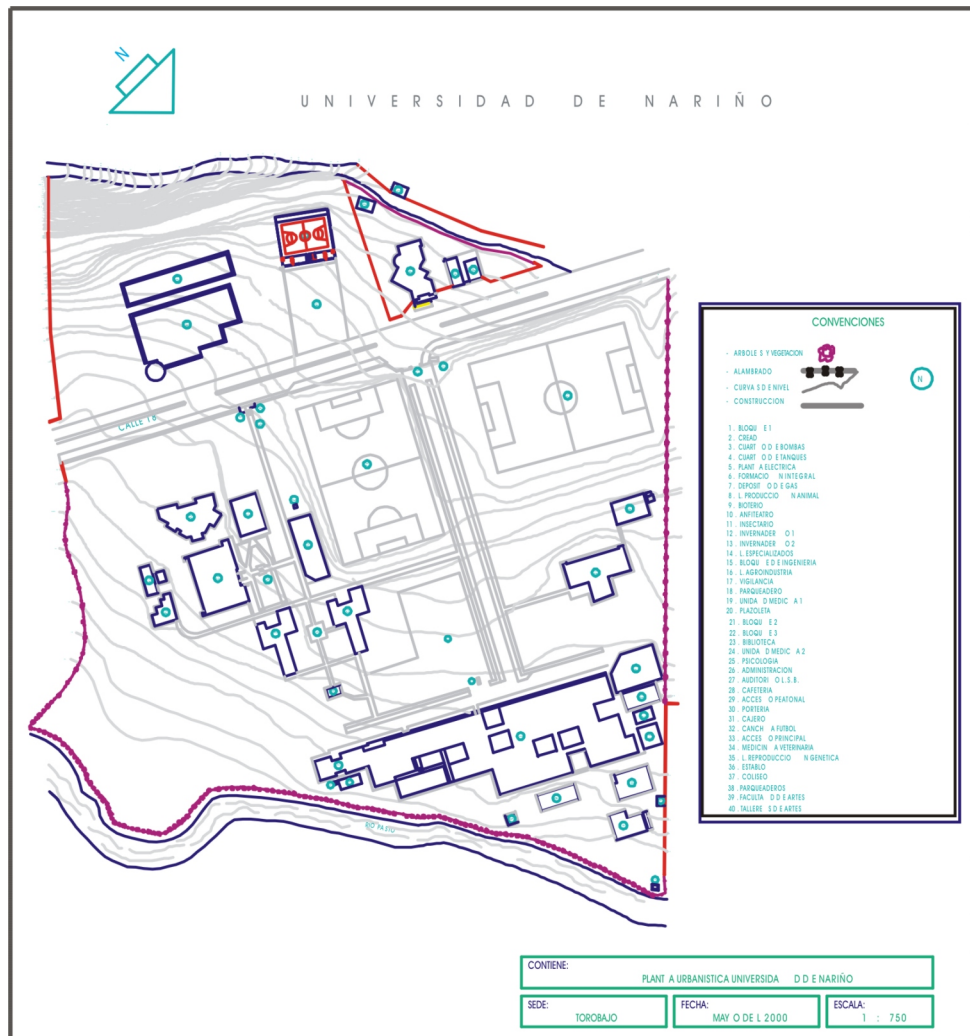 N
UNIVERSIDAD DE NARIÑO
CALLE 18
RIO PASTO
CONVENCIONES
- ARBOLE S Y VEGETACION
- ALAMBRADO
- CURVA S D E NIVEL
- CONSTRUCCION
N
1 . BLOQU E 1
2 . CREAD
3 . CUART O D E BOMBAS
4 . CUART O D E TANQUES
5 . PLANT A ELECTRICA
6 . FORMACIO N INTEGRAL
7 . DEPOSIT O D E GAS
8 . L. PRODUCCIO N ANIMAL
9 . BIOTERIO
10 . ANFITEATRO
11 . INSECTARIO
12 . INVERNADER O 1
13 . INVERNADER O 2
14 . L. ESPECIALIZADOS
15 . BLOQU E D E INGENIERIA
16 . L. AGROINDUSTRIA
17 . VIGILANCIA
18 . PARQUEADERO
19 . UNIDA D MEDIC A 1
20 . PLAZOLETA
21 . BLOQU E 2
22 . BLOQU E 3
23 . BIBLIOTECA
24 . UNIDA D MEDIC A 2
25 . PSICOLOGIA
26 . ADMINISTRACION
27 . AUDITORI O L.S.B.
28 . CAFETERIA
29 . ACCES O PEATONAL
30 . PORTERIA
31 . CAJERO
32 . CANCH A FUTBOL
33 . ACCES O PRINCIPAL
34 . MEDICIN A VETERINARIA
35 . L. REPRODUCCIO N GENETICA
36 . ESTABLO
37 . COLISEO
38 . PARQUEADEROS
39 . FACULTA D D E ARTES
40 . TALLERE S D E ARTES
CONTIENE:
PLANT A URBANISTICA UNIVERSIDA D D E NARIÑO
SEDE:
TOROBAJO
FECHA:
MAY O DE L 2000
ESCALA:
1 : 750